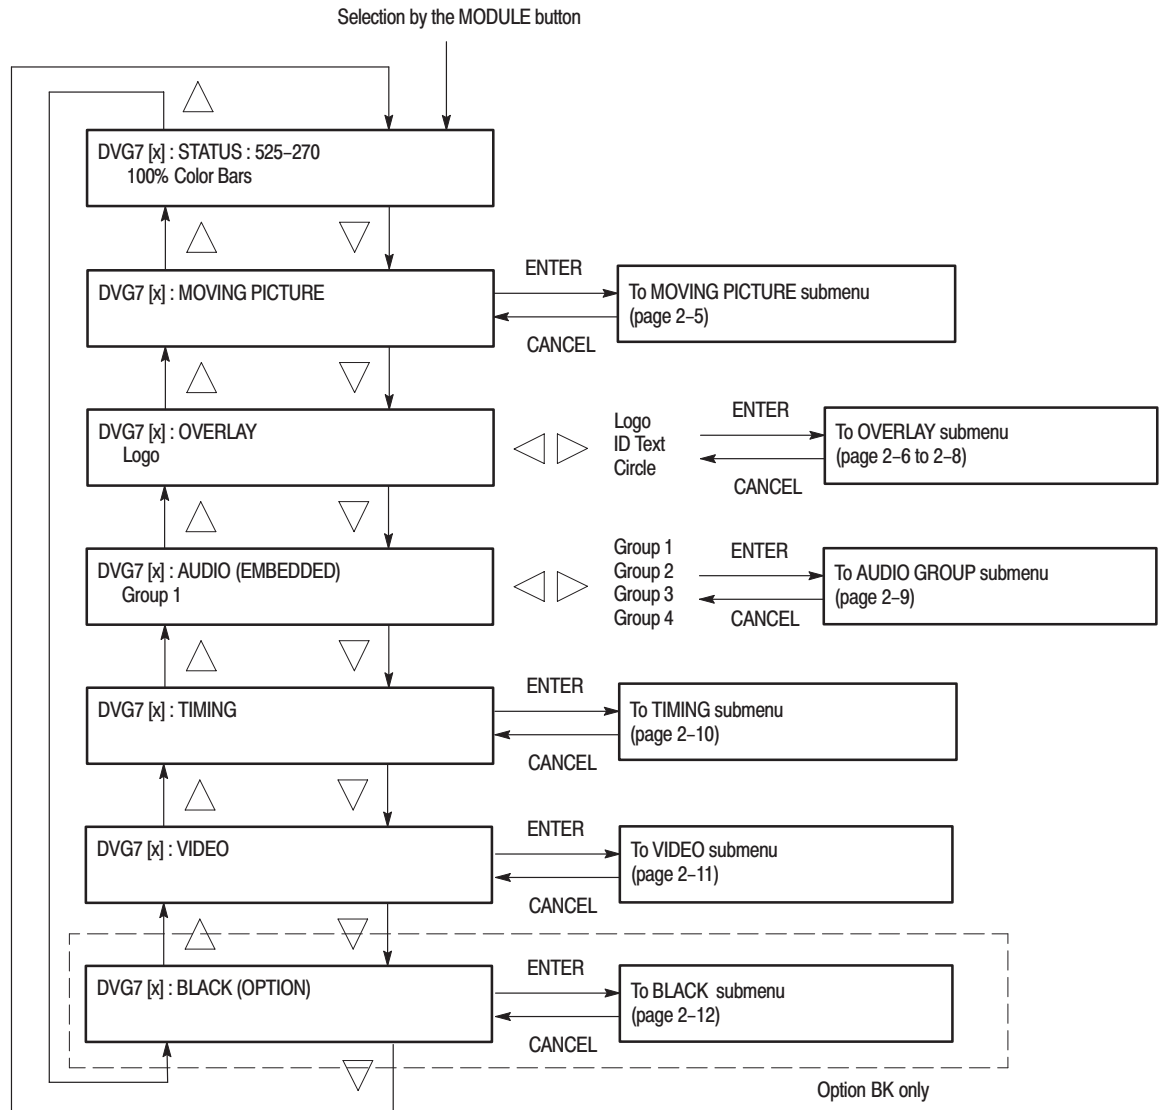 Selection by the MODULE button
DVG7 [x] : STATUS : 525–270
100% Color Bars
DVG7 [x] : MOVING PICTURE
ENTER
CANCEL
To MOVING PICTURE submenu
(page 2–5)
DVG7 [x] : OVERLAY
Logo
Logo
ID Text
Circle
ENTER
CANCEL
To OVERLAY submenu
(page 2–6 to 2–8)
DVG7 [x] : AUDIO (EMBEDDED)
Group 1
Group 1
Group 2
Group 3
Group 4
ENTER
CANCEL
To AUDIO GROUP submenu
(page 2–9)
DVG7 [x] : TIMING
ENTER
CANCEL
To TIMING submenu
(page 2–10)
DVG7 [x] : VIDEO
ENTER
CANCEL
To VIDEO submenu
(page 2–11)
DVG7 [x] : BLACK (OPTION)
ENTER
CANCEL
To BLACK submenu
(page 2–12)
Option BK only